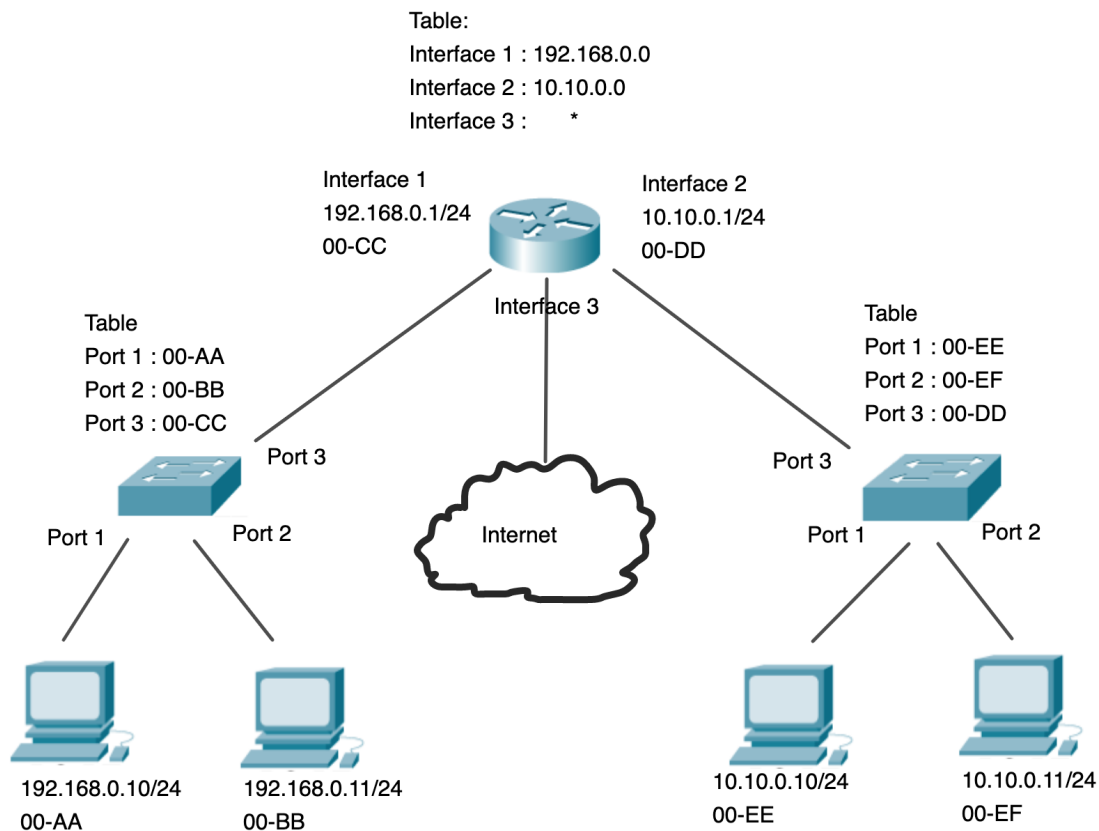 Table:
Interface 1 : 192.168.0.0
Interface 2 : 10.10.0.0
Interface 3 : *
Interface 1
192.168.0.1/24
00-CC
Interface 2
10.10.0.1/24
00-DD
Interface 3
Table
Port 1 : 00-AA
Port 2 : 00-BB
Port 3 : 00-CC
Table
Port 1 : 00-EE
Port 2 : 00-EF
Port 3 : 00-DD
Port 3
Port 1
Port 2
Internet
Port 3
Port 1
Port 2
192.168.0.10/24
00-AA
192.168.0.11/24
00-BB
10.10.0.10/24
00-EE
10.10.0.11/24
00-EF